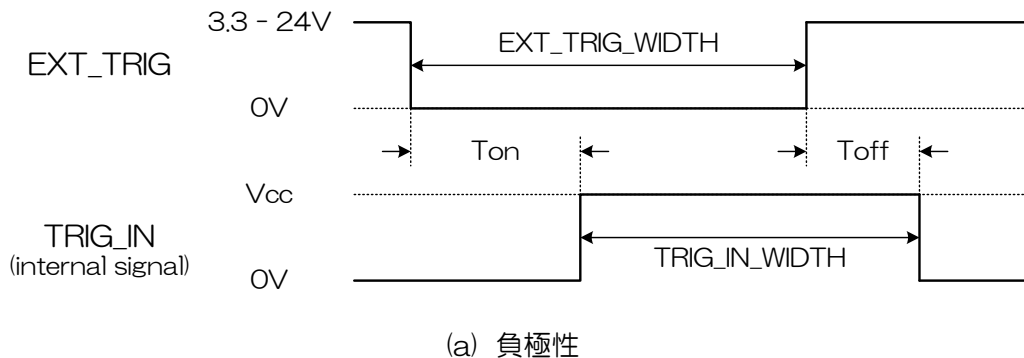 3.3 - 24V
EXT_TRIG
EXT_TRIG_WIDTH
0V
Ton
Toff
Vcc
TRIG_IN
(internal signal)
TRIG_IN_WIDTH
0V
(a) 負極性